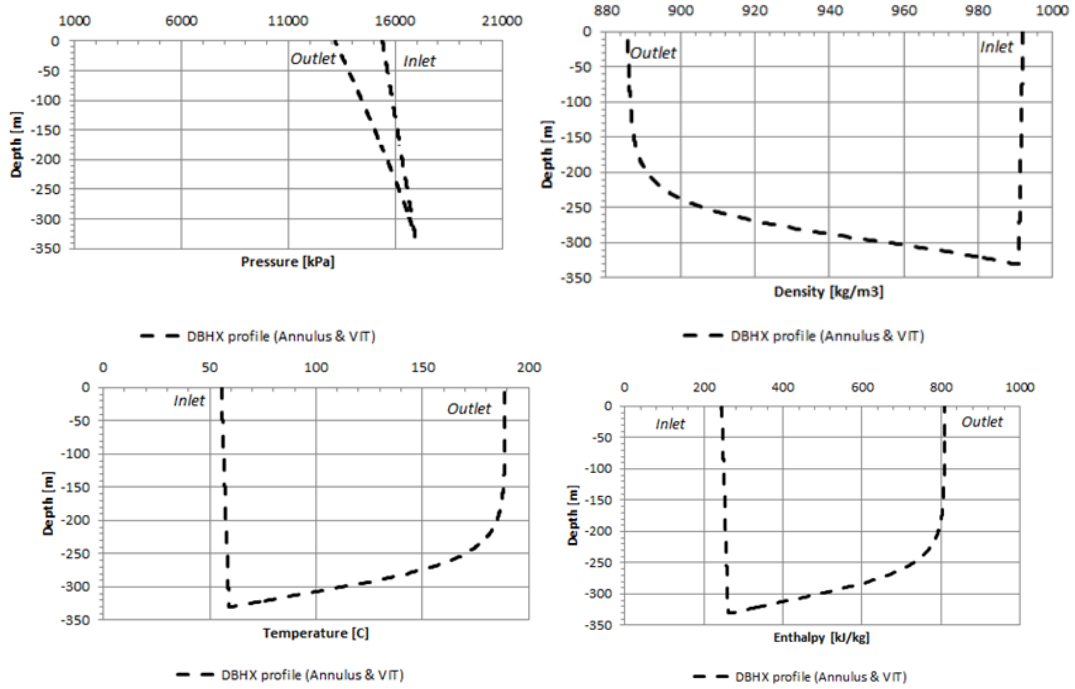 1000 6000 11000 16000 21000
0
-50
-100
-150
-200
-250
-300
-350
Depth [m]
Outlet Inlet
Pressure [kPa]
DBHX profile (Annulus & VIT)
880 900 920 940 960 980 1000
0
-50
-100
-150
-200
-250
-300
-350
Depth [m]
Outlet Inlet
Density [kg/m3]
DBHX profile (Annulus & VIT)
0 50 100 150 200
0
-50
-100
-150
-200
-250
-300
-350
Depth [m]
Inlet Outlet
Temperature [C]
DBHX profile (Annulus & VIT)
0 200 400 600 800 1000
0
-50
-100
-150
-200
-250
-300
-350
Depth [m]
Inlet Outlet
Enthalpy [kJ/kg]
DBHX profile (Annulus & VIT)